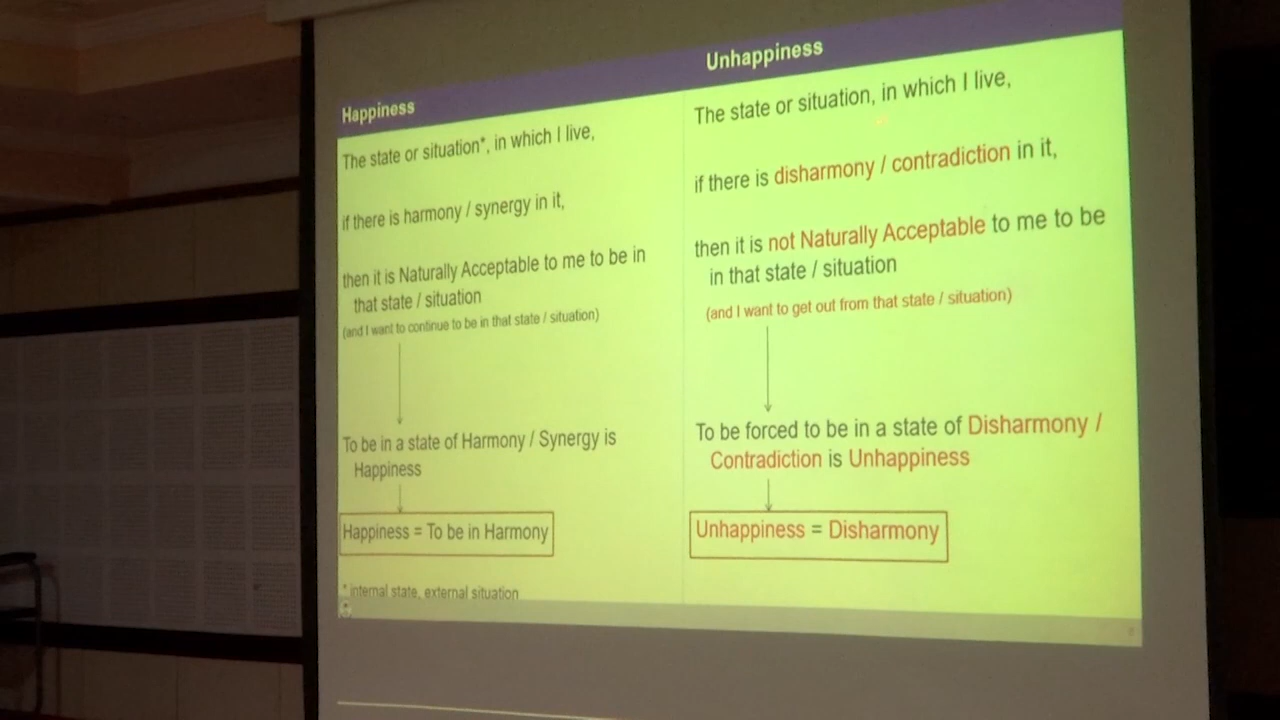 Happiness
The state or situation*, in which I live,
if there is harmony / synergy in it,
then it is Naturally Acceptable to me to be in
that state / situation
(and I want to continue to be in that state / situation)
To be in a state of Harmony / Synergy is
Happiness
Happiness = To be in Harmony
* internal state, external situation
Unhappiness
The state or situation, in which I live,
if there is disharmony / contradiction in it,
then it is not Naturally Acceptable to me to be
in that state / situation
(and I want to get out from that state / situation)
To be forced to be in a state of Disharmony /
Contradiction is Unhappiness
Unhappiness = Disharmony